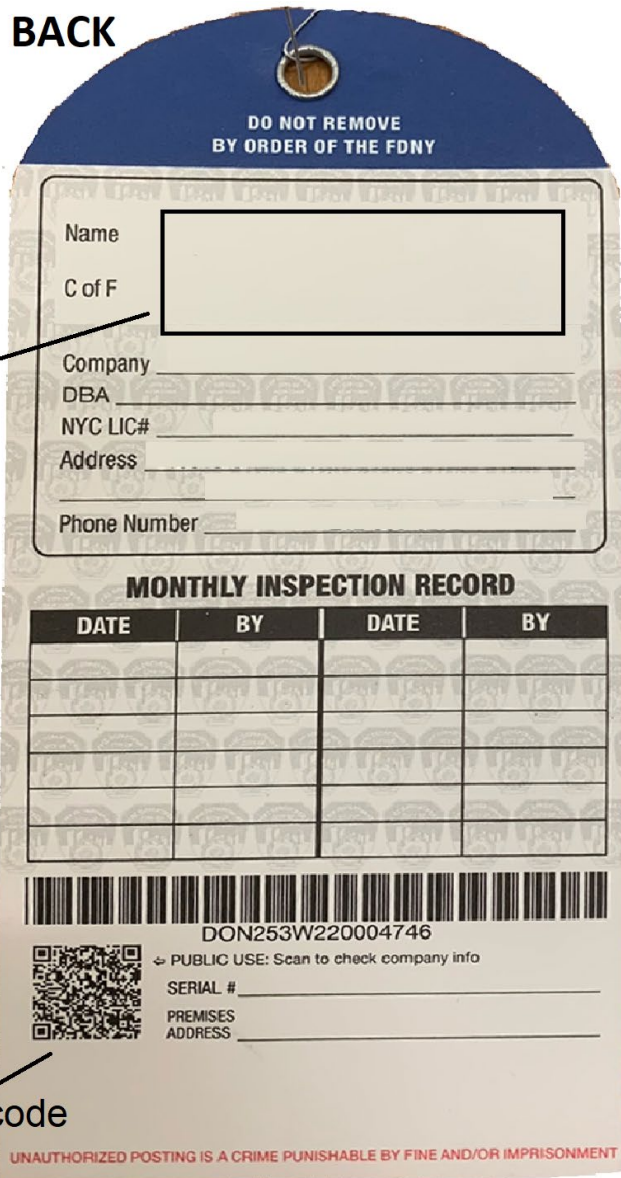 BACK
DO NOT REMOVE
BY ORDER OF THE FDNY
Name
C of F
Company
DBA
NYC LIC#
Address
Phone Number
MONTHLY INSPECTION RECORD
DATE BY DATE BY
DON253W220004746
⇦ PUBLIC USE: Scan to check company info
SERIAL #
PREMISES
ADDRESS
code
UNAUTHORIZED POSTING IS A CRIME PUNISHABLE BY FINE AND/OR IMPRISONMENT